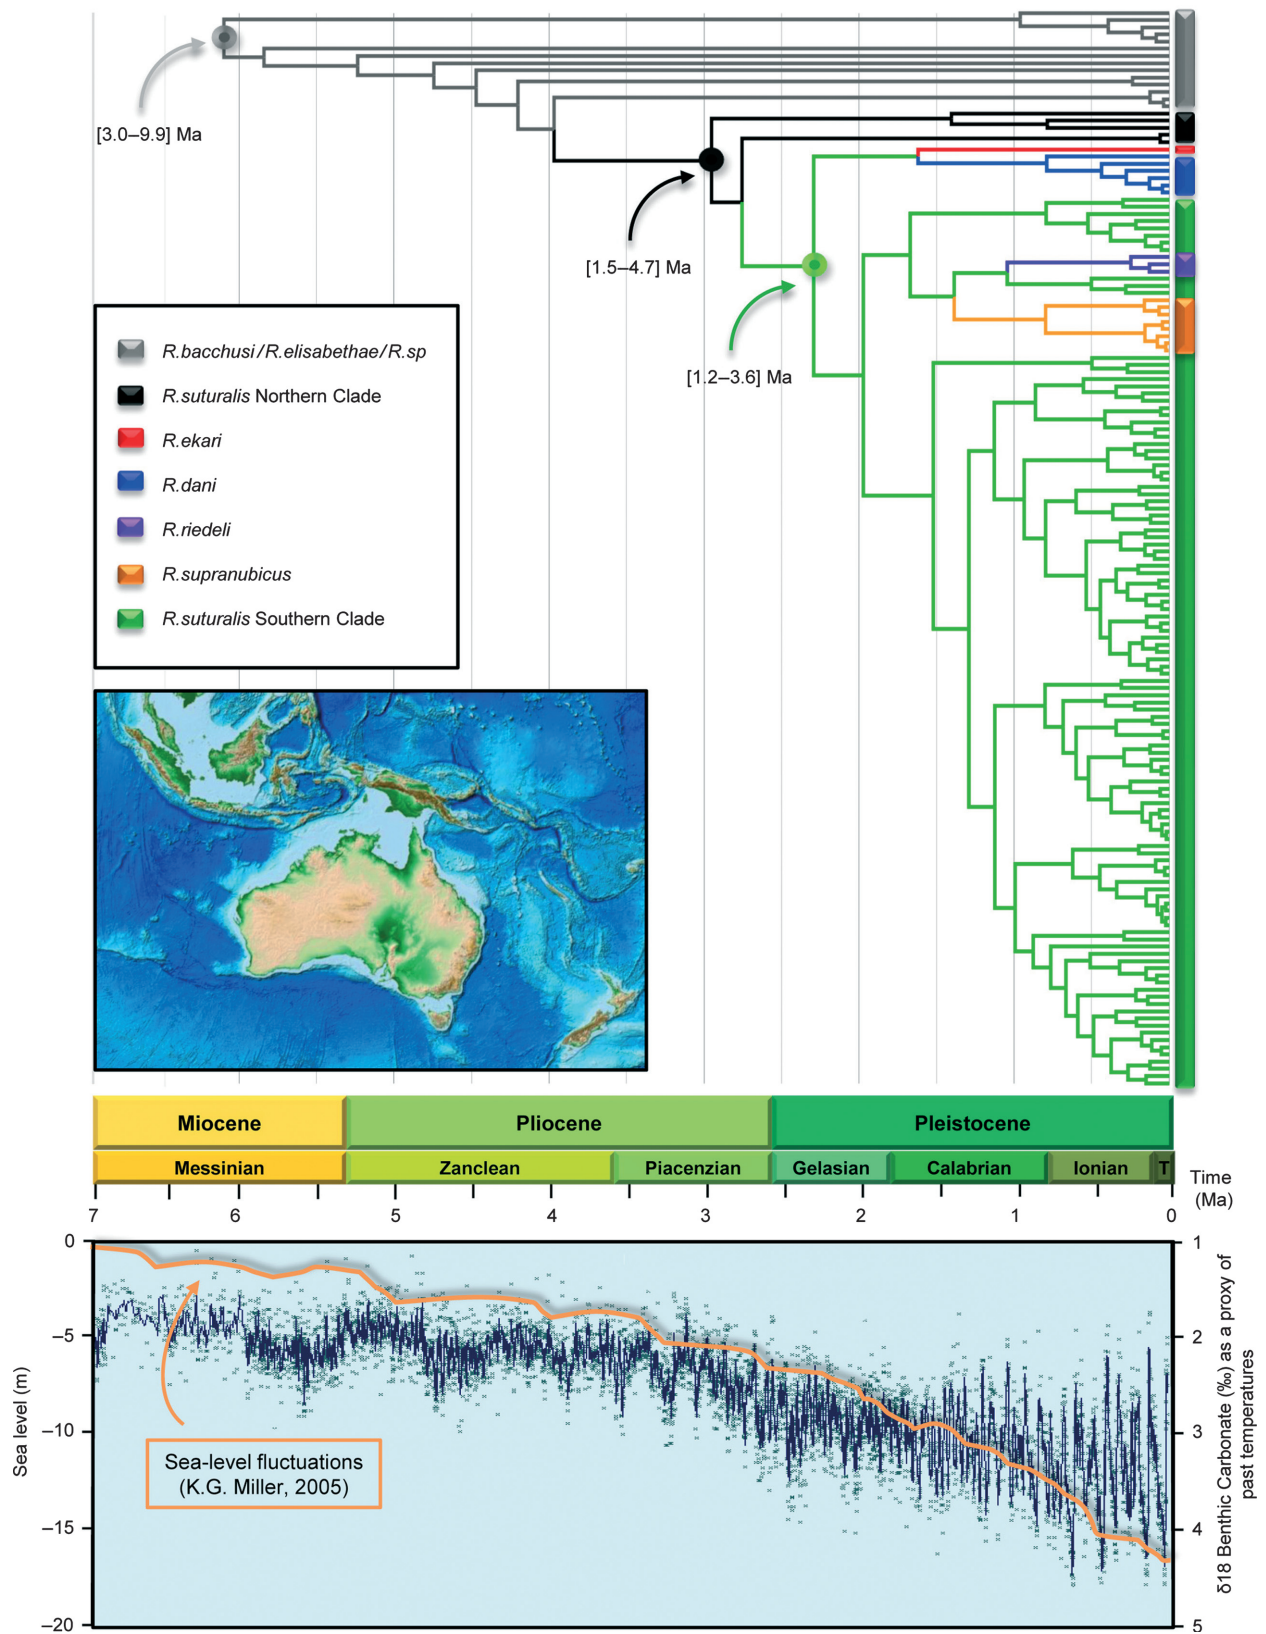 [3.0–9.9] Ma
[1.5–4.7] Ma
[1.2–3.6] Ma
R.bacchusi/R.elisabethae/R.sp
R.suturalis Northern Clade
R.ekari
R.dani
R.riedeli
R.supranubicus
R.suturalis Southern Clade
Miocene Pliocene Pleistocene
Messinian Zanclean Piacenzian Gelasian Calabrian Ionian T
Time
(Ma)
7 6 5 4 3 2 1 0
0
–5
–10
–15
–20
Sea level (m)
Sea-level fluctuations
(K.G. Miller, 2005)
1
2
3
4
5
δ18 Benthic Carbonate (‰) as a proxy of
past temperatures